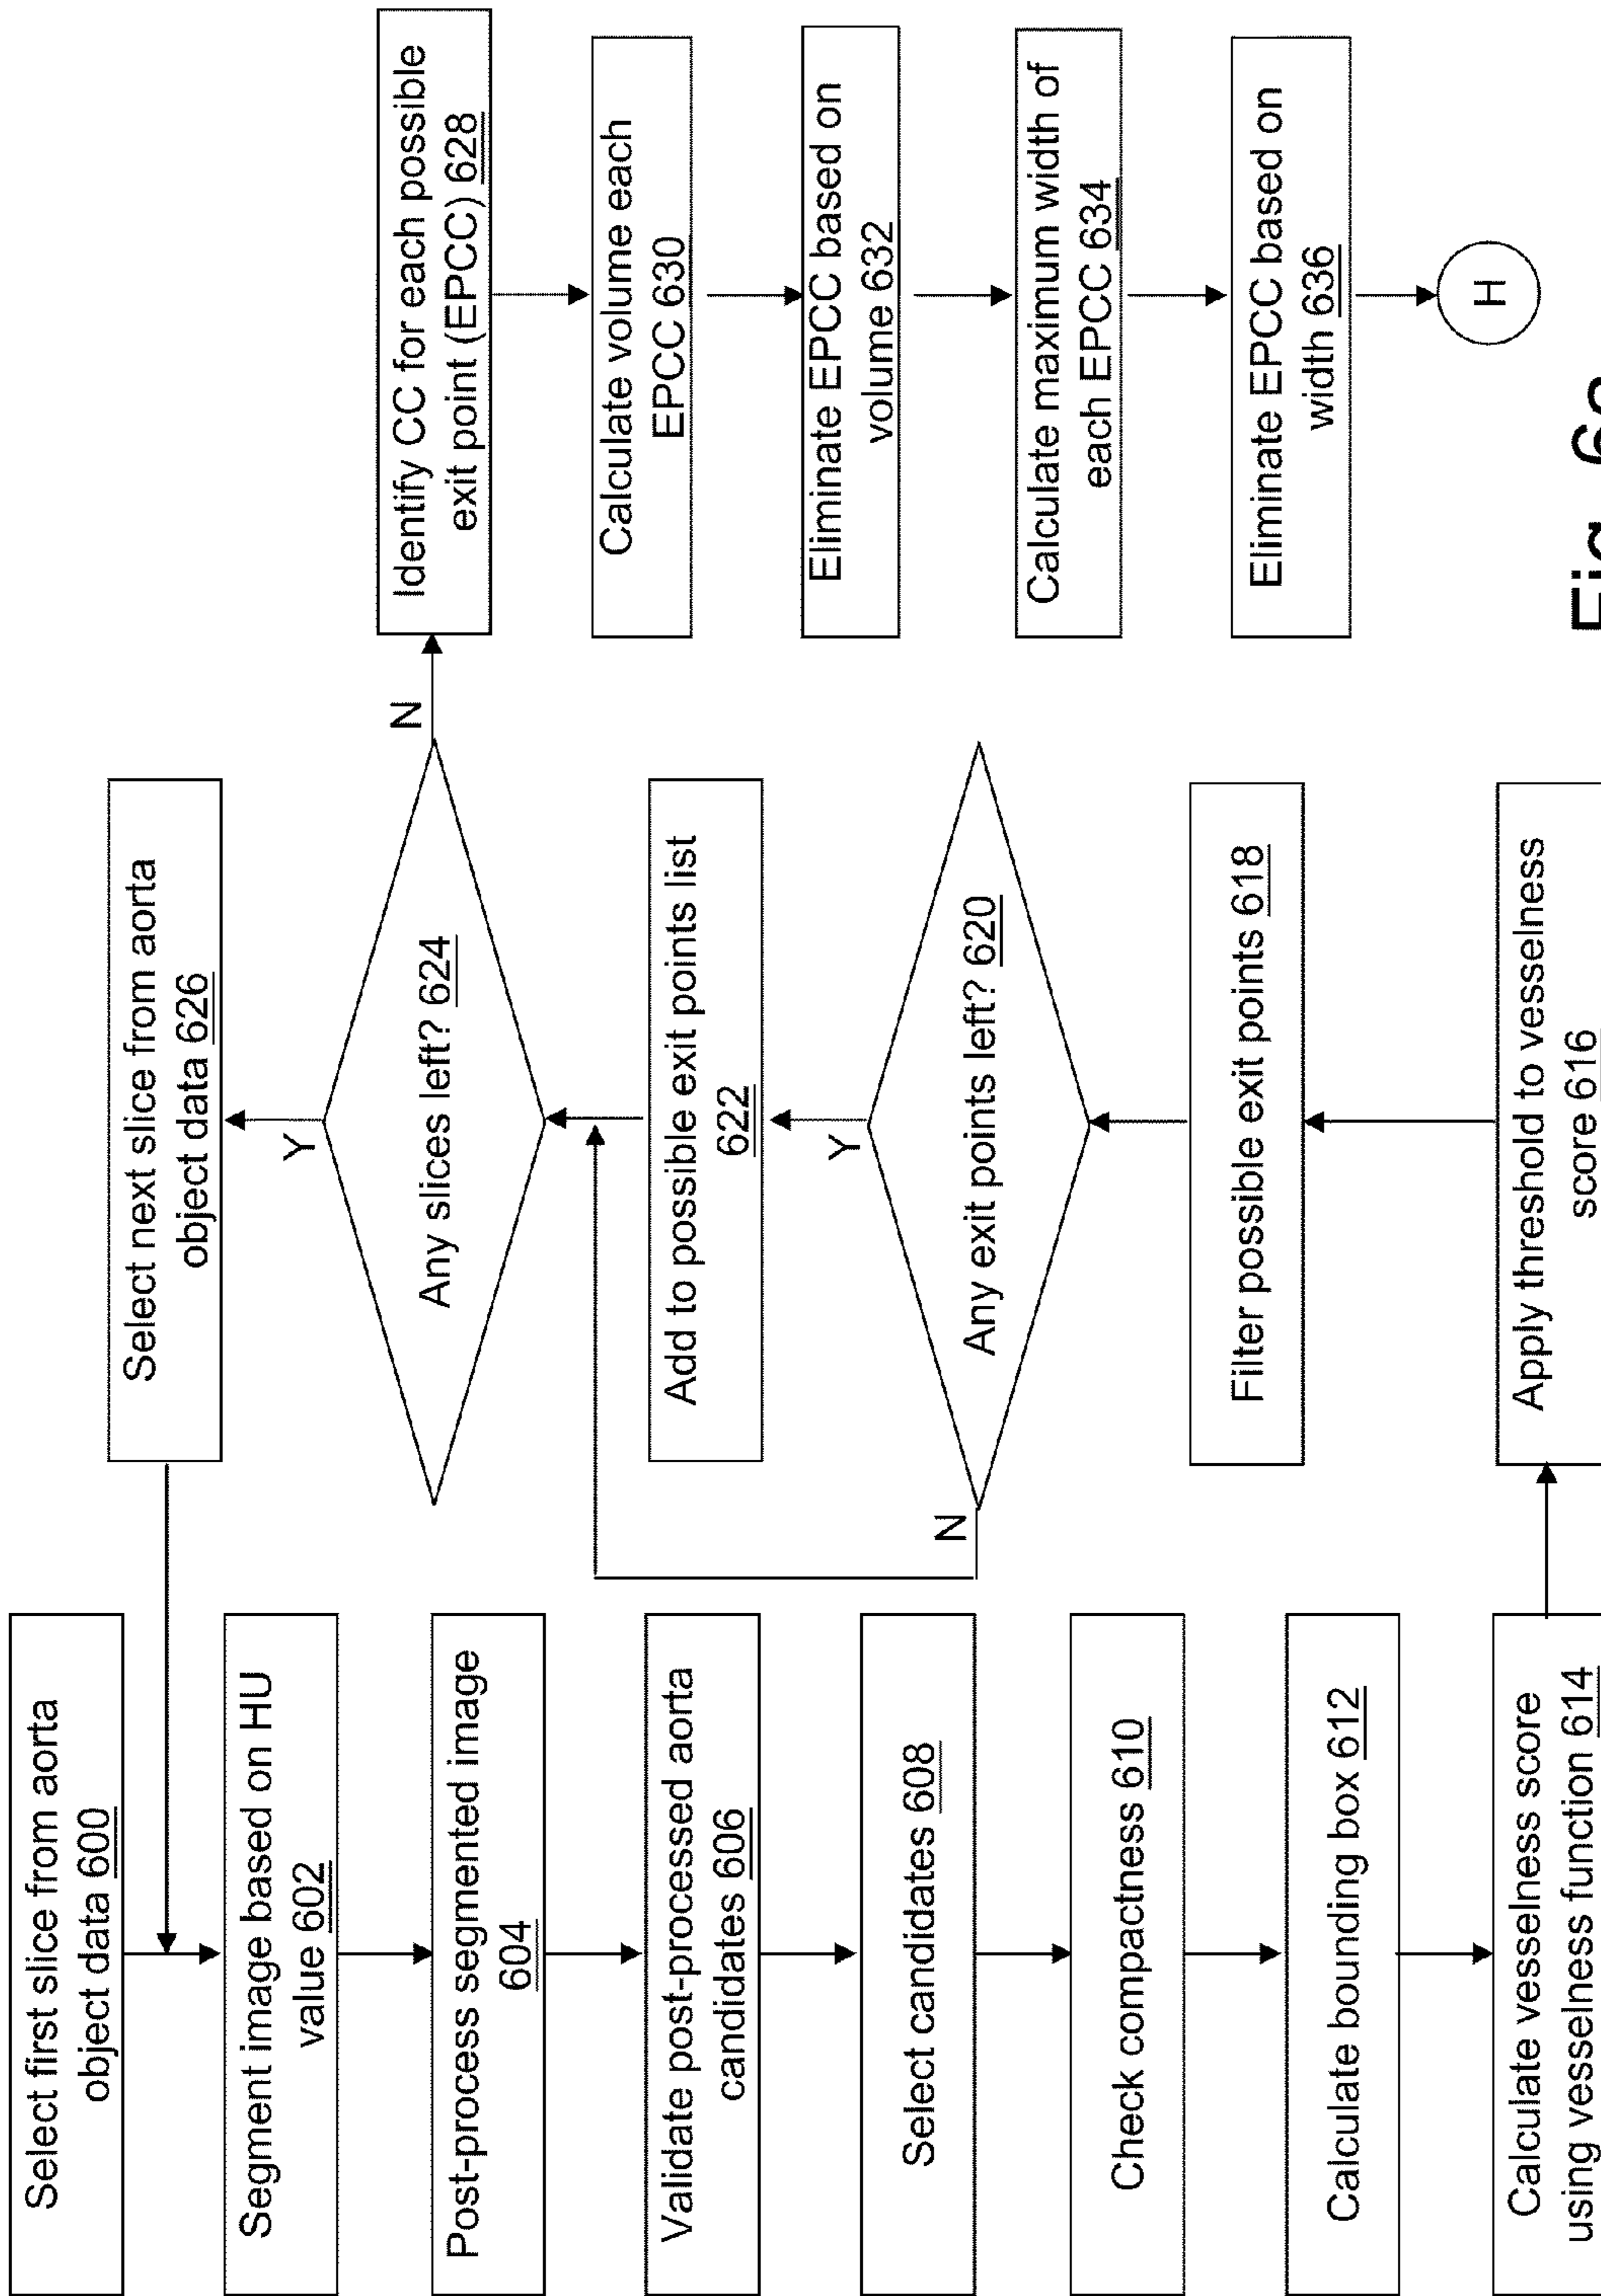 Select first slice from aorta
object data 600
Segment image based on HU
value 602
Post-process segmented image
604
Validate post-processed aorta
candidates 606
Select candidates 608
Check compactness 610
Calculate bounding box 612
Calculate vesselness score
using vesselness function 614
Select next slice from aorta
object data 626
Y
Any slices left? 624
N
Add to possible exit points list
622
Y
Any exit points left? 620
N
Filter possible exit points 618
Apply threshold to vesselness
score 616
Identify CC for each possible
exit point (EPCC) 628
Calculate volume each
EPCC 630
Eliminate EPCC based on
volume 632
Calculate maximum width of
each EPCC 634
Eliminate EPCC based on
width 636
H
Fig